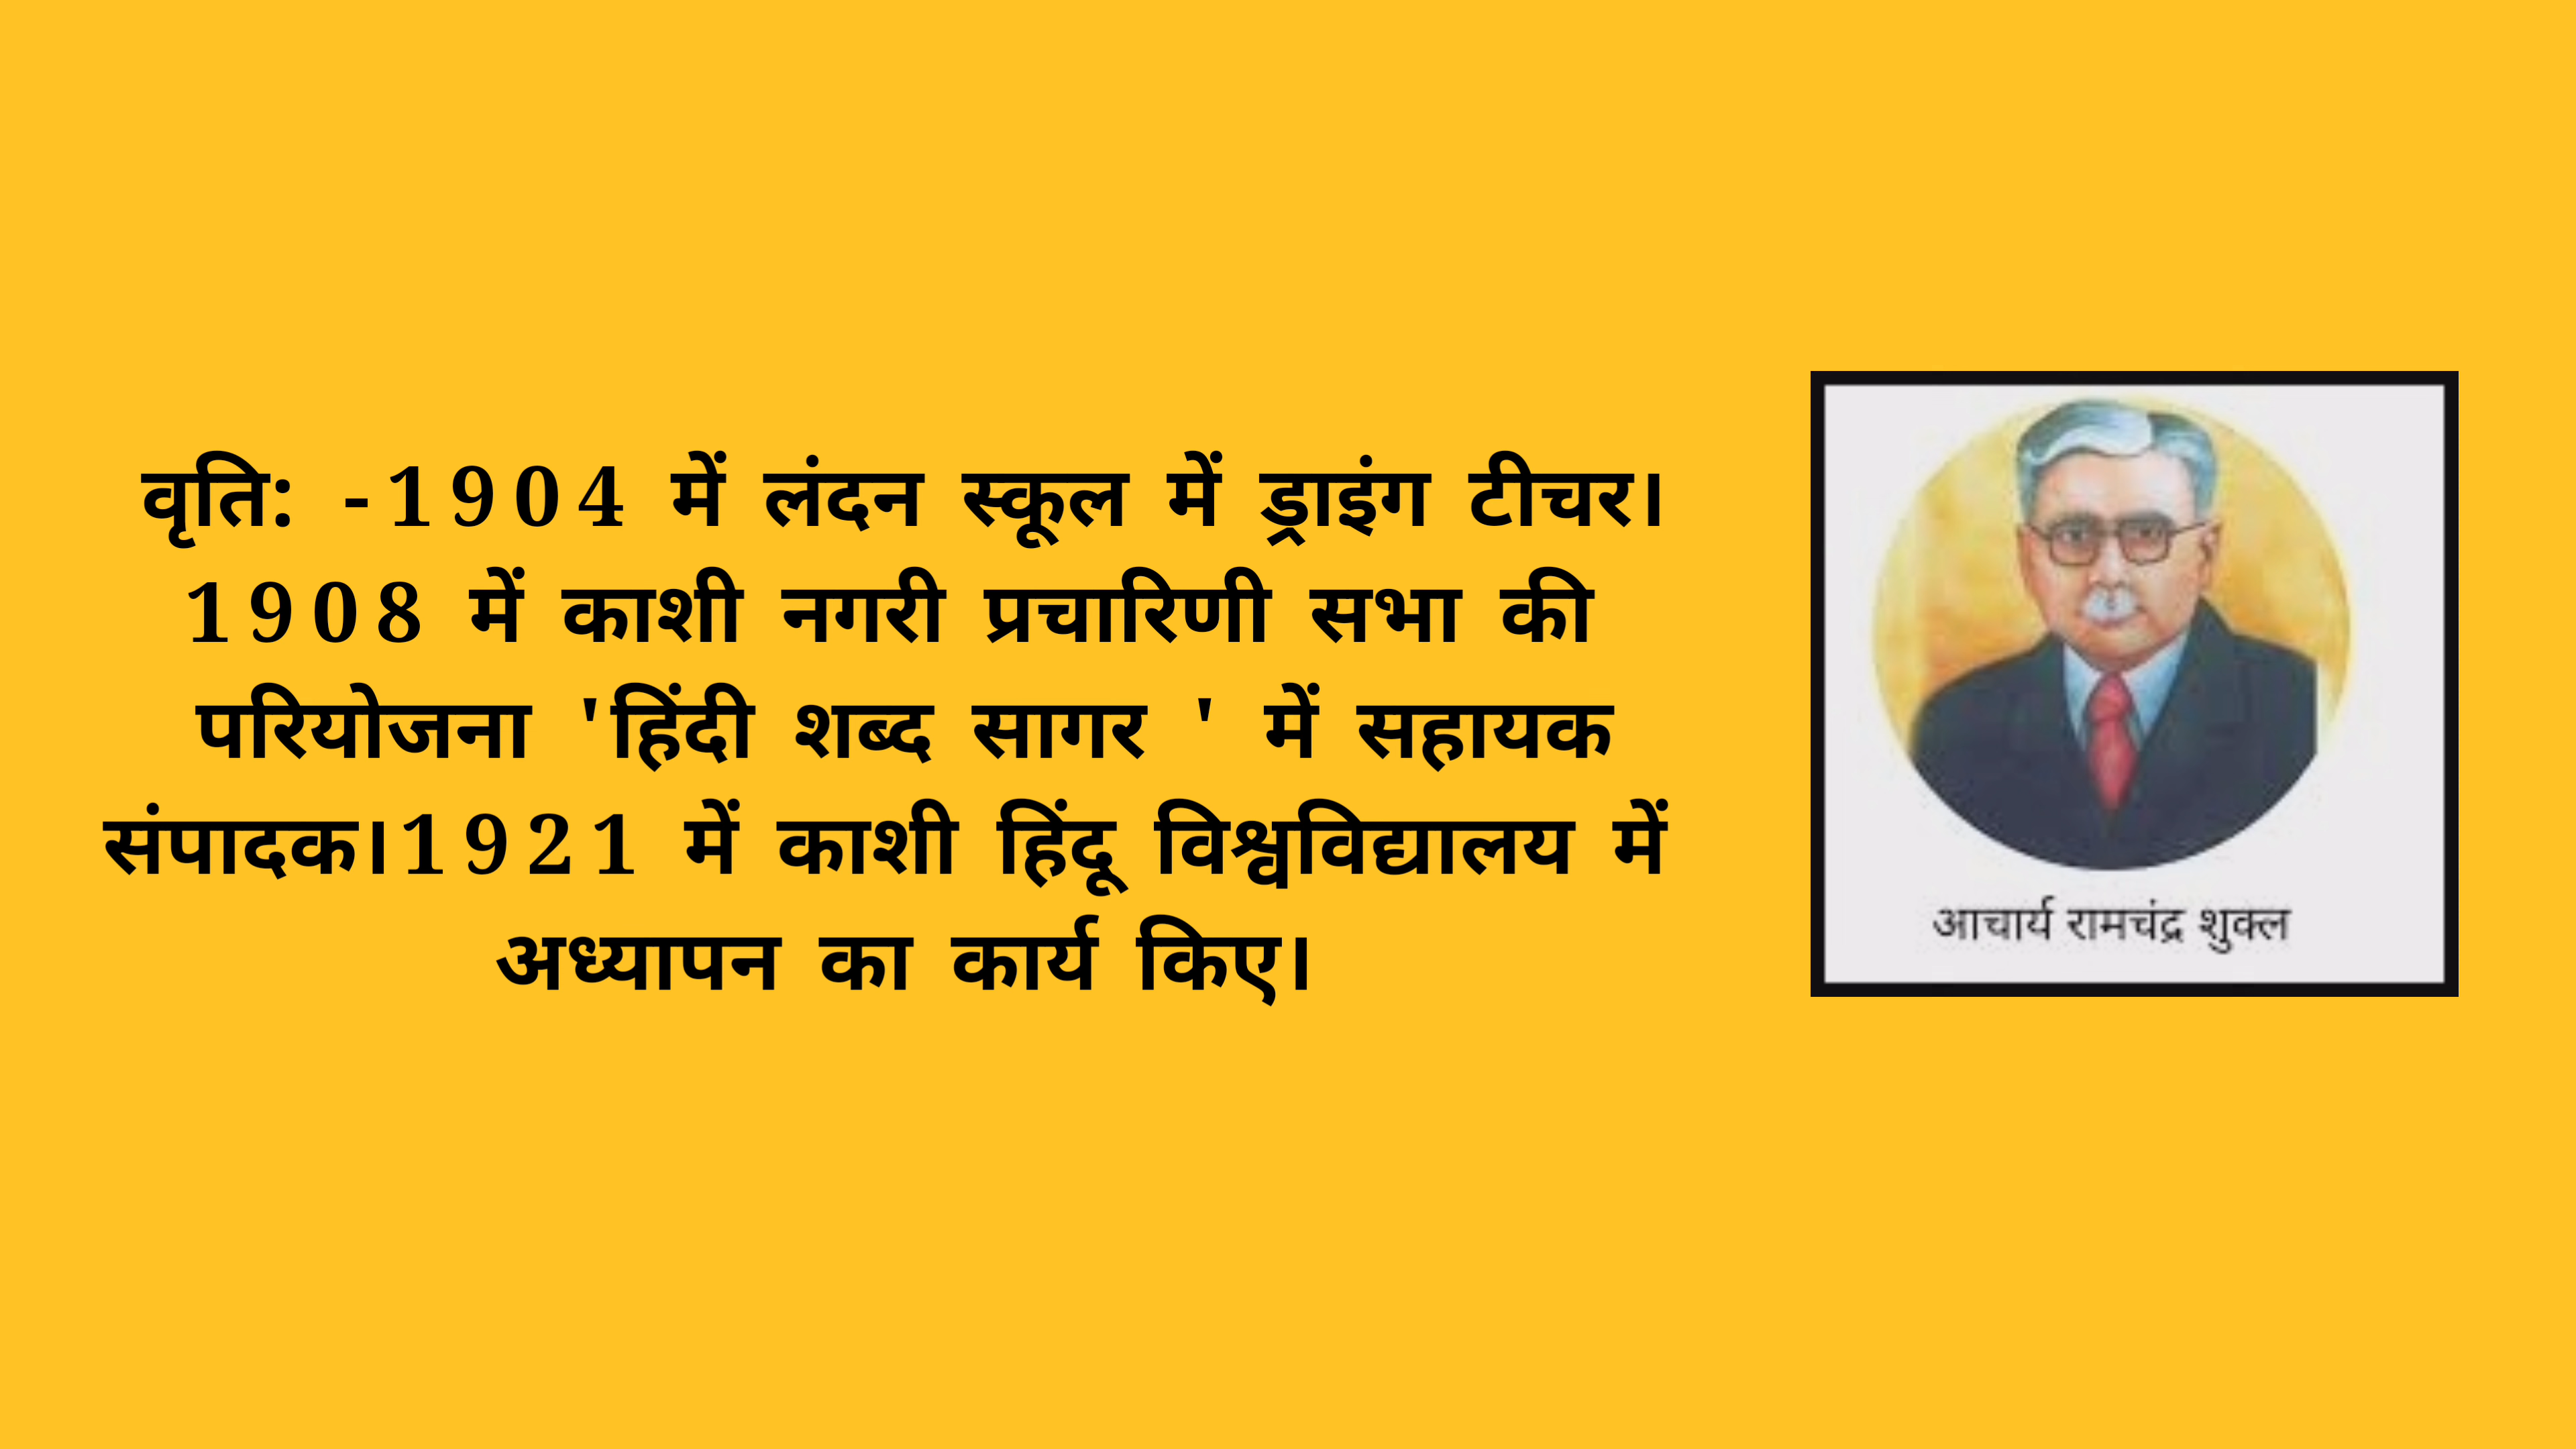 वृति: -1904 में लंदन स्कूल में ड्राइंग टीचर।
1908 में काशी नगरी प्रचारिणी सभा की
परियोजना 'हिंदी शब्द सागर ' में सहायक
संपादक।1921 में काशी हिंदू विश्वविद्यालय में
अध्यापन का कार्य किए।
आचार्य रामचंद्र शुक्ल